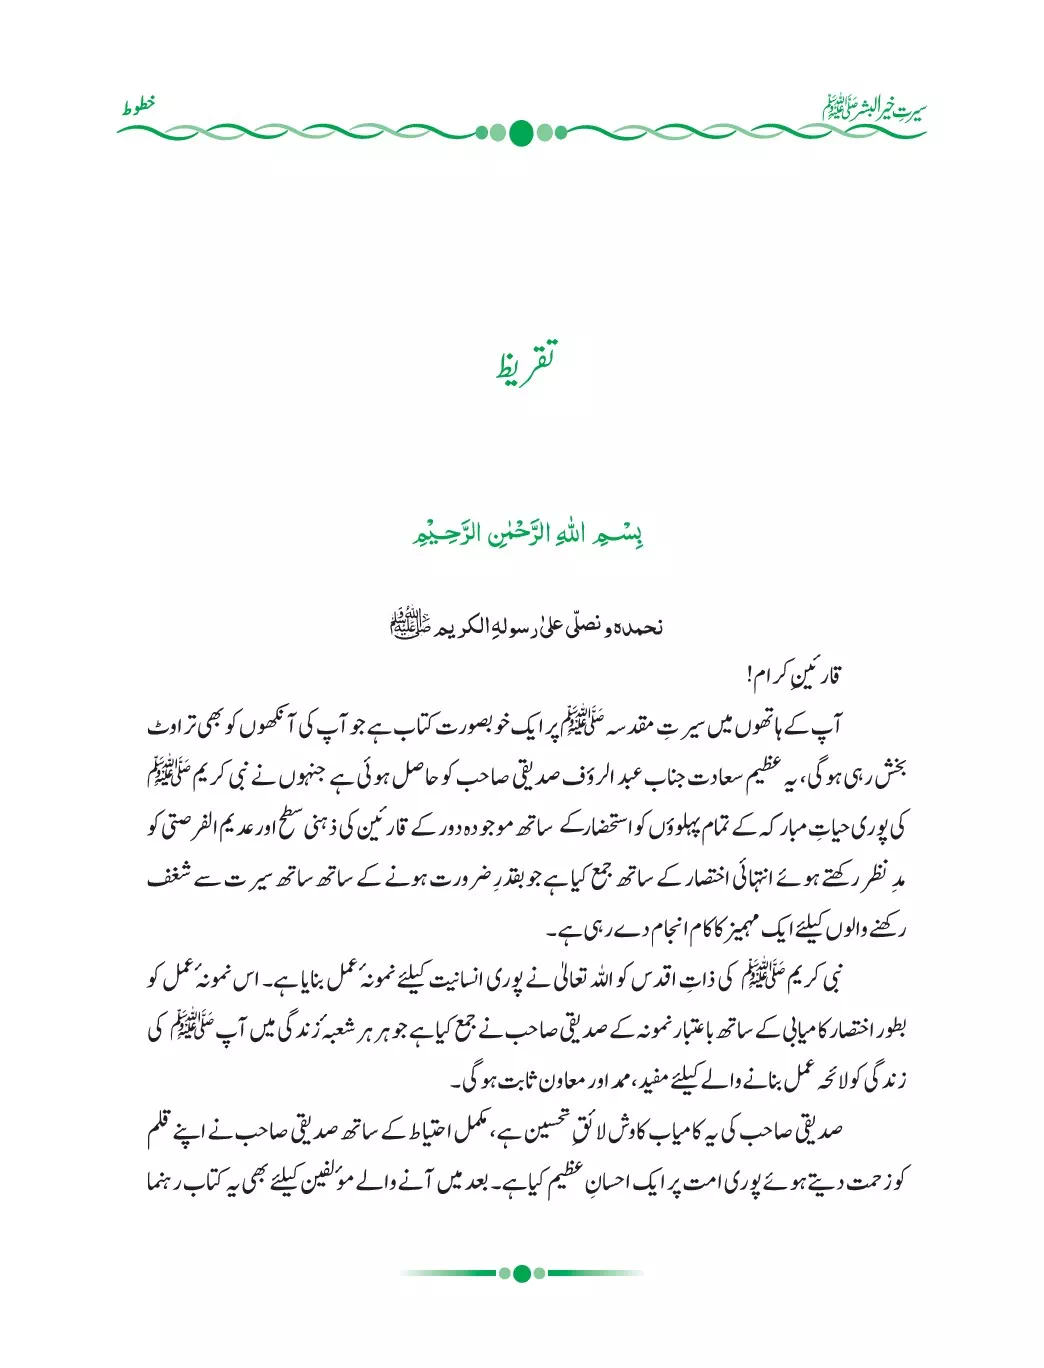 سیرتِ خیر البشر ﷺ
خطوط
تقریظ
بِسْمِ اللهِ الرَّحْمٰنِ الرَّحِيْمِ
نحمدہ و نصلّی علیٰ رسولہِ الکریم ﷺ
قارئینِ کرام!
آپ کے ہاتھوں میں سیرتِ مقدسہ ﷺ پر ایک خوبصورت کتاب ہے جو آپ کی آنکھوں کو بھی تراوٹ
بخش رہی ہوگی، یہ عظیم سعادت جناب عبد الرؤف صدیقی صاحب کو حاصل ہوئی ہے جنہوں نے نبی کریم ﷺ
کی پوری حیاتِ مبارکہ کے تمام پہلوؤں کو استحضار کے ساتھ موجودہ دور کے قارئین کی ذہنی سطح اور عدیم الفرصتی کو
مدِ نظر رکھتے ہوئے انتہائی اختصار کے ساتھ جمع کیا ہے جو بقدرِ ضرورت ہونے کے ساتھ ساتھ سیرت سے شغف
رکھنے والوں کیلئے ایک مہمیز کا کام انجام دے رہی ہے۔
نبی کریم ﷺ کی ذاتِ اقدس کو اللہ تعالیٰ نے پوری انسانیت کیلئے نمونۂ عمل بنایا ہے۔ اس نمونۂ عمل کو
بطور اختصار کامیابی کے ساتھ باعتبار نمونہ کے صدیقی صاحب نے جمع کیا ہے جو ہر ہر شعبۂ زندگی میں آپ ﷺ کی
زندگی کو لائحہ عمل بنانے والے کیلئے مفید، ممد اور معاون ثابت ہوگی۔
صدیقی صاحب کی یہ کامیاب کاوش لائقِ تحسین ہے، مکمل احتیاط کے ساتھ صدیقی صاحب نے اپنے قلم
کو زحمت دیتے ہوئے پوری امت پر ایک احسانِ عظیم کیا ہے۔ بعد میں آنے والے مؤلفین کیلئے بھی یہ کتاب رہنما